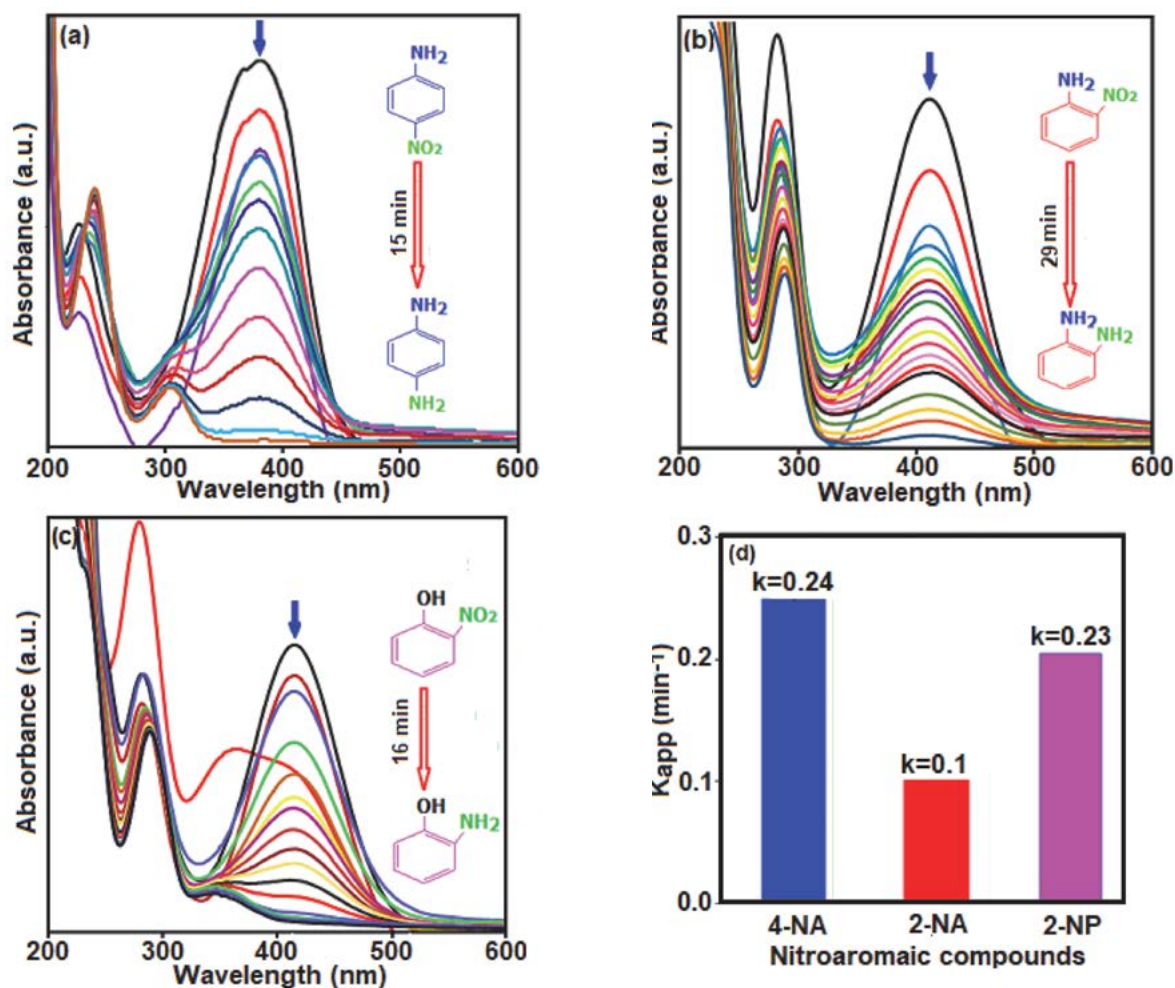 (a)
NH2
NO2
15 min
NH2
NH2
Absorbance (a.u.)
200 300 400 500 600
Wavelength (nm)
(b)
NH2
NO2
29 min
NH2
NH2
Absorbance (a.u.)
200 300 400 500 600
Wavelength (nm)
(c)
OH
NO2
16 min
OH
NH2
Absorbance (a.u.)
200 300 400 500 600
Wavelength (nm)
(d)
0.3
0.2
0.1
0.0
Kapp (min-1)
k=0.24
k=0.1
k=0.23
4-NA 2-NA 2-NP
Nitroaromaic compounds